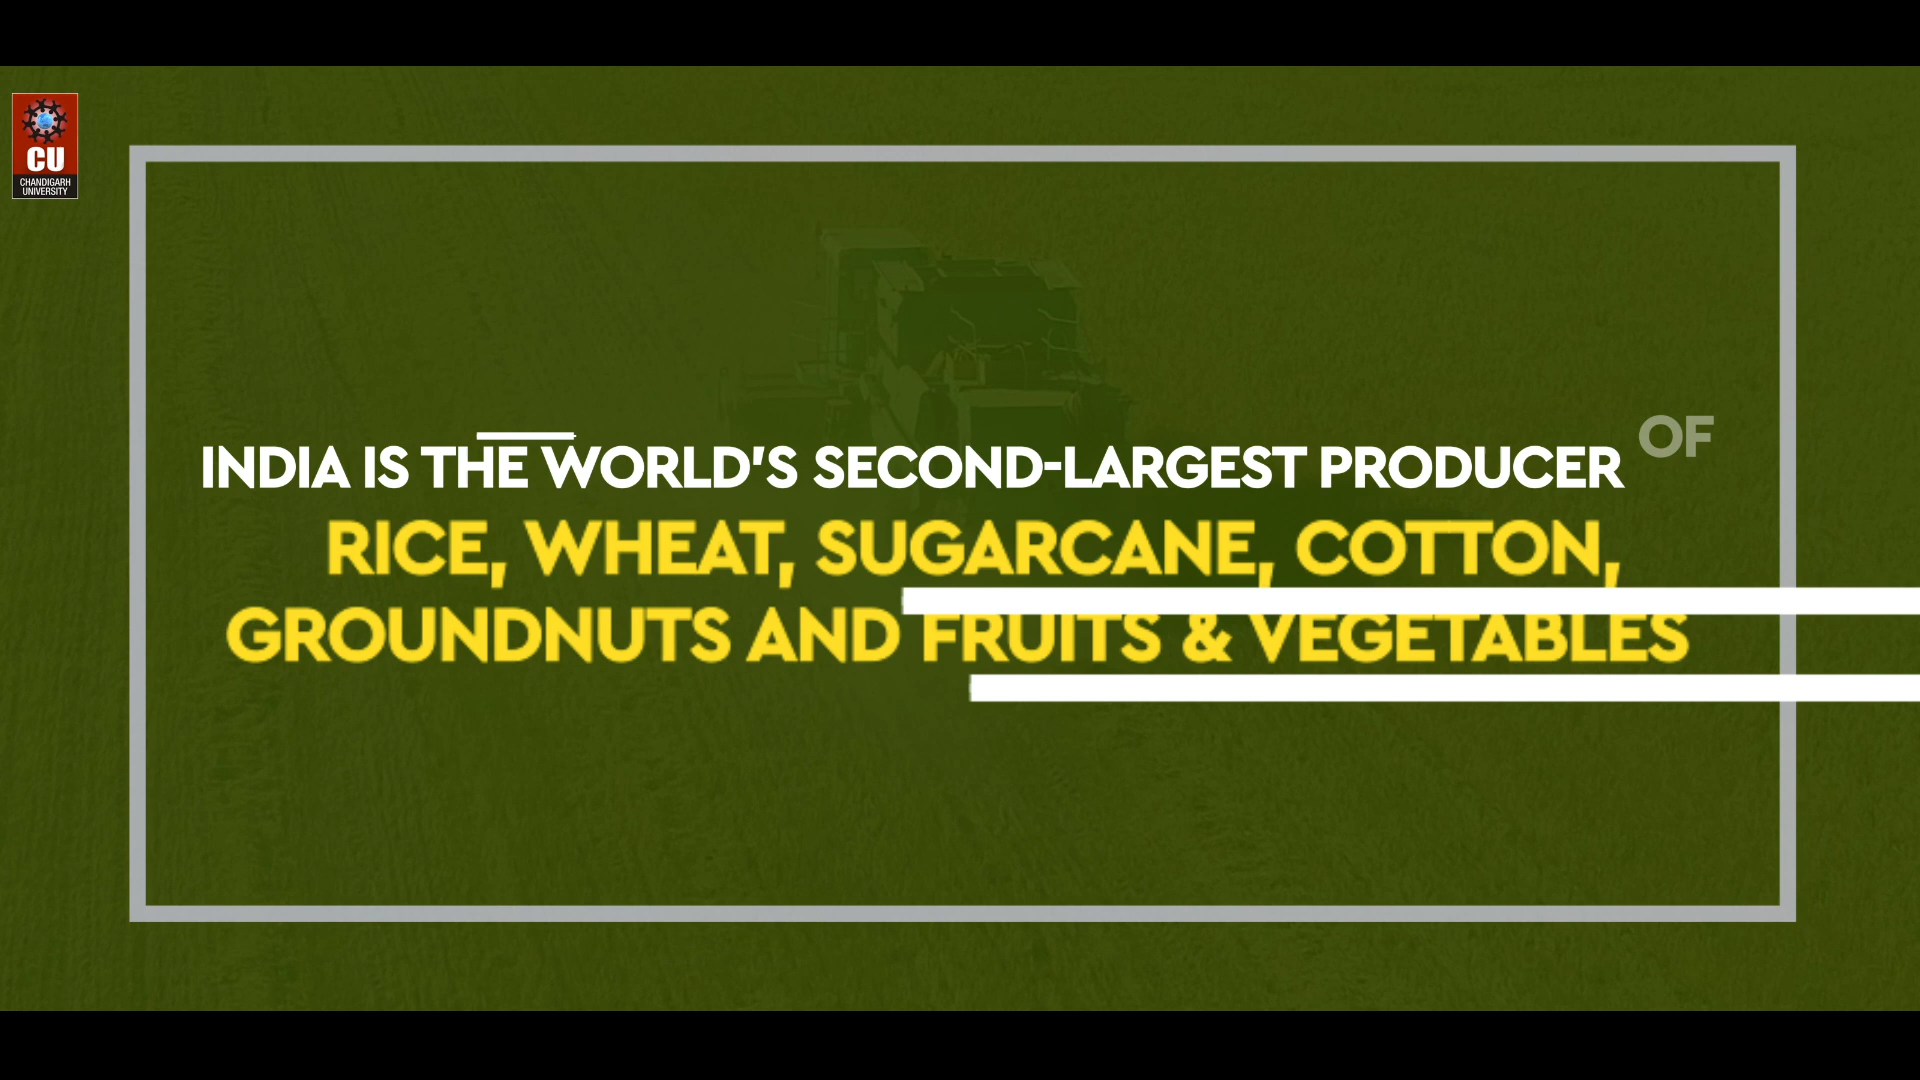 CU
CHANDIGARH
UNIVERSITY
INDIA IS THE WORLD'S SECOND-LARGEST PRODUCER OF
RICE, WHEAT, SUGARCANE, COTTON,
GROUNDNUTS AND FRUITS & VEGETABLES